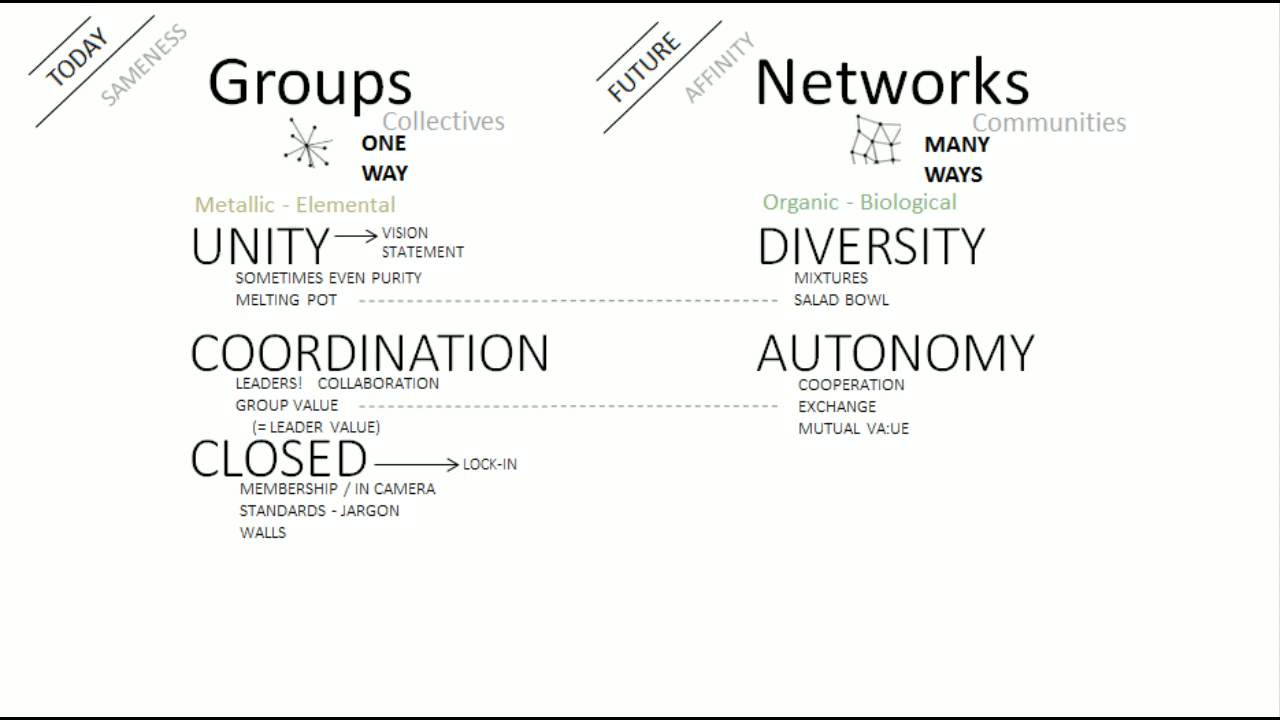 TODAY
SAMENESS
Groups
Collectives
ONE
WAY
Metallic - Elemental
UNITY
VISION
STATEMENT
SOMETIMES EVEN PURITY
MELTING POT
COORDINATION
LEADERS! COLLABORATION
GROUP VALUE
(= LEADER VALUE)
CLOSED
LOCK-IN
MEMBERSHIP / IN CAMERA
STANDARDS - JARGON
WALLS
FUTURE
AFFINITY
Networks
Communities
MANY
WAYS
Organic - Biological
DIVERSITY
MIXTURES
SALAD BOWL
AUTONOMY
COOPERATION
EXCHANGE
MUTUAL VA:UE